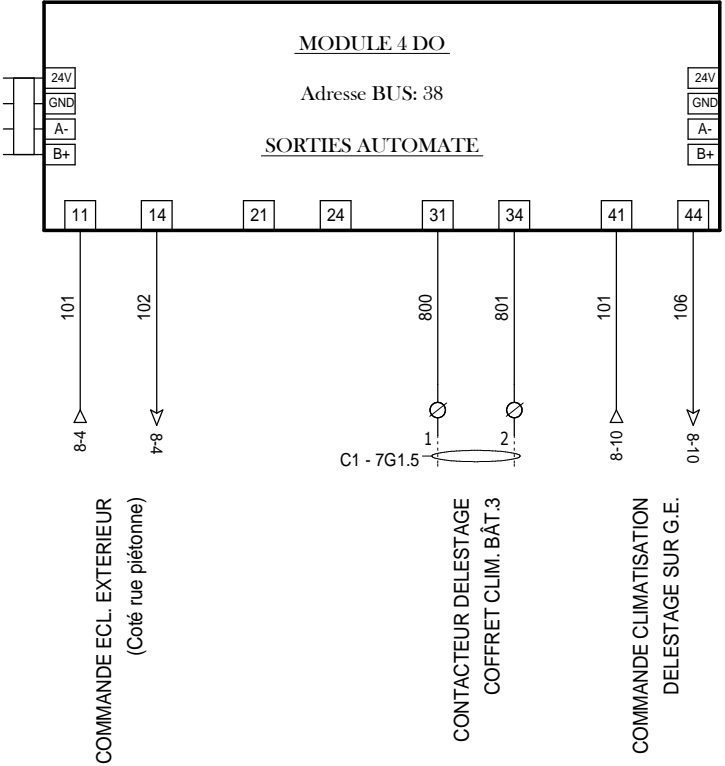 MODULE 4 DO
Adresse BUS: 38
SORTIES AUTOMATE
24V
GND
A-
B+
24V
GND
A-
B+
11
14
21
24
31
34
41
44
101
102
800
801
101
106
8-4
8-4
1
2
C1 - 7G1.5
8-10
8-10
COMMANDE ECL. EXTERIEUR
(Coté rue piétonne)
CONTACTEUR DELESTAGE
COFFRET CLIM. BÂT.3
COMMANDE CLIMATISATION
DELESTAGE SUR G.E.